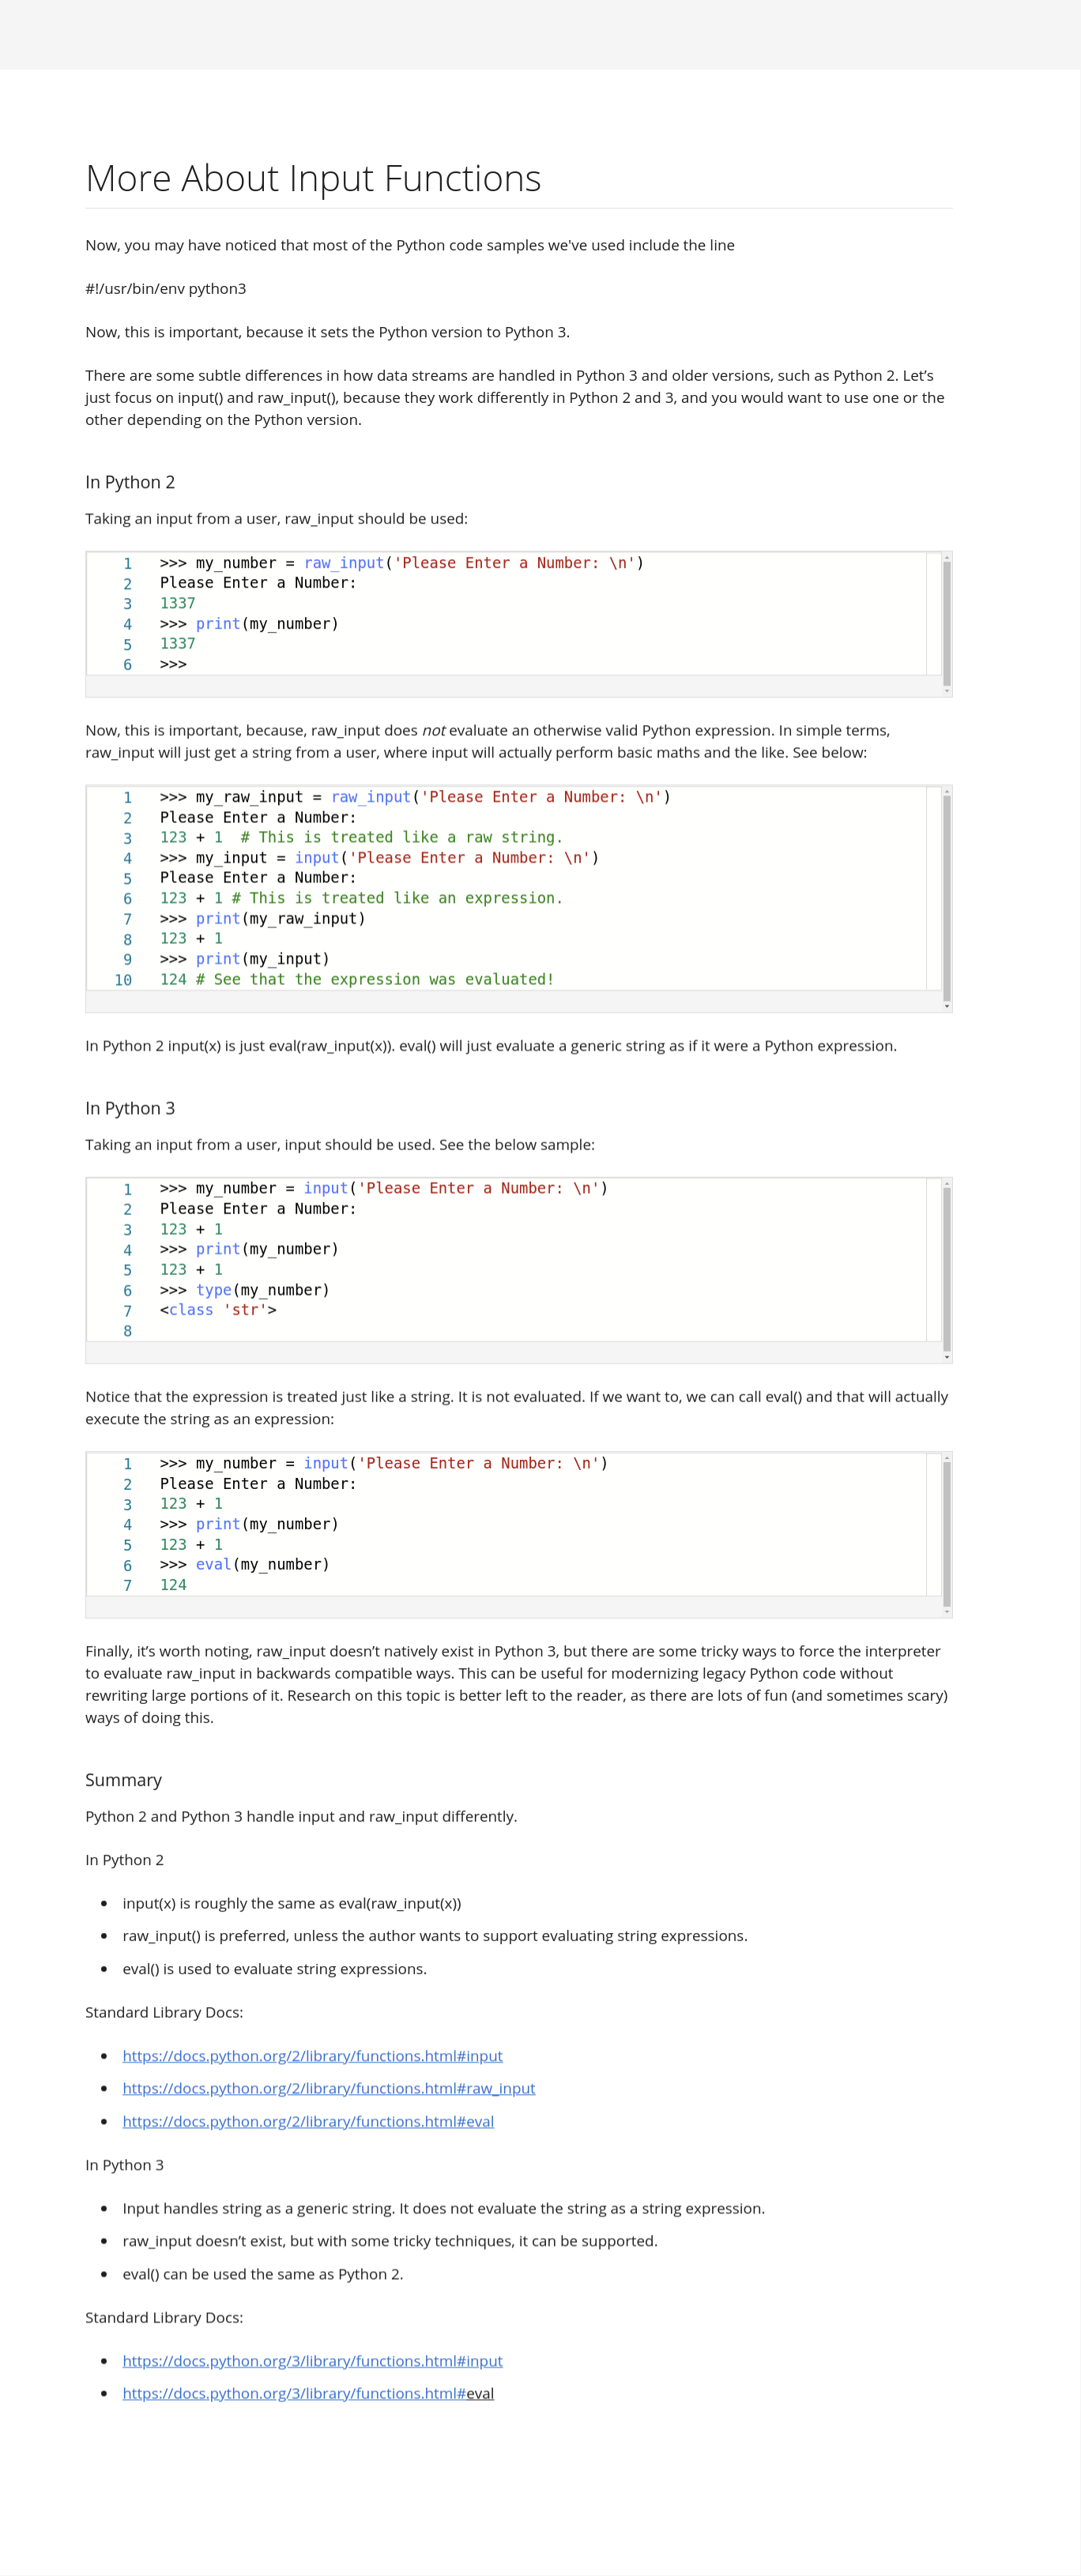 More About Input Functions
Now, you may have noticed that most of the Python code samples we've used include the line
#!/usr/bin/env python3
Now, this is important, because it sets the Python version to Python 3.
There are some subtle differences in how data streams are handled in Python 3 and older versions, such as Python 2. Let’s
just focus on input() and raw_input(), because they work differently in Python 2 and 3, and you would want to use one or the
other depending on the Python version.
In Python 2
Taking an input from a user, raw_input should be used:
1 >>> my_number = raw_input('Please Enter a Number: \n')
2 Please Enter a Number:
3 1337
4 >>> print(my_number)
5 1337
6 >>>
Now, this is important, because, raw_input does not evaluate an otherwise valid Python expression. In simple terms,
raw_input will just get a string from a user, where input will actually perform basic maths and the like. See below:
1 >>> my_raw_input = raw_input('Please Enter a Number: \n')
2 Please Enter a Number:
3 123 + 1  # This is treated like a raw string.
4 >>> my_input = input('Please Enter a Number: \n')
5 Please Enter a Number:
6 123 + 1 # This is treated like an expression.
7 >>> print(my_raw_input)
8 123 + 1
9 >>> print(my_input)
10 124 # See that the expression was evaluated!
In Python 2 input(x) is just eval(raw_input(x)). eval() will just evaluate a generic string as if it were a Python expression.
In Python 3
Taking an input from a user, input should be used. See the below sample:
1 >>> my_number = input('Please Enter a Number: \n')
2 Please Enter a Number:
3 123 + 1
4 >>> print(my_number)
5 123 + 1
6 >>> type(my_number)
7 <class 'str'>
8
Notice that the expression is treated just like a string. It is not evaluated. If we want to, we can call eval() and that will actually
execute the string as an expression:
1 >>> my_number = input('Please Enter a Number: \n')
2 Please Enter a Number:
3 123 + 1
4 >>> print(my_number)
5 123 + 1
6 >>> eval(my_number)
7 124
Finally, it’s worth noting, raw_input doesn’t natively exist in Python 3, but there are some tricky ways to force the interpreter
to evaluate raw_input in backwards compatible ways. This can be useful for modernizing legacy Python code without
rewriting large portions of it. Research on this topic is better left to the reader, as there are lots of fun (and sometimes scary)
ways of doing this.
Summary
Python 2 and Python 3 handle input and raw_input differently.
In Python 2
• input(x) is roughly the same as eval(raw_input(x))
• raw_input() is preferred, unless the author wants to support evaluating string expressions.
• eval() is used to evaluate string expressions.
Standard Library Docs:
• https://docs.python.org/2/library/functions.html#input
• https://docs.python.org/2/library/functions.html#raw_input
• https://docs.python.org/2/library/functions.html#eval
In Python 3
• Input handles string as a generic string. It does not evaluate the string as a string expression.
• raw_input doesn’t exist, but with some tricky techniques, it can be supported.
• eval() can be used the same as Python 2.
Standard Library Docs:
• https://docs.python.org/3/library/functions.html#input
• https://docs.python.org/3/library/functions.html#eval